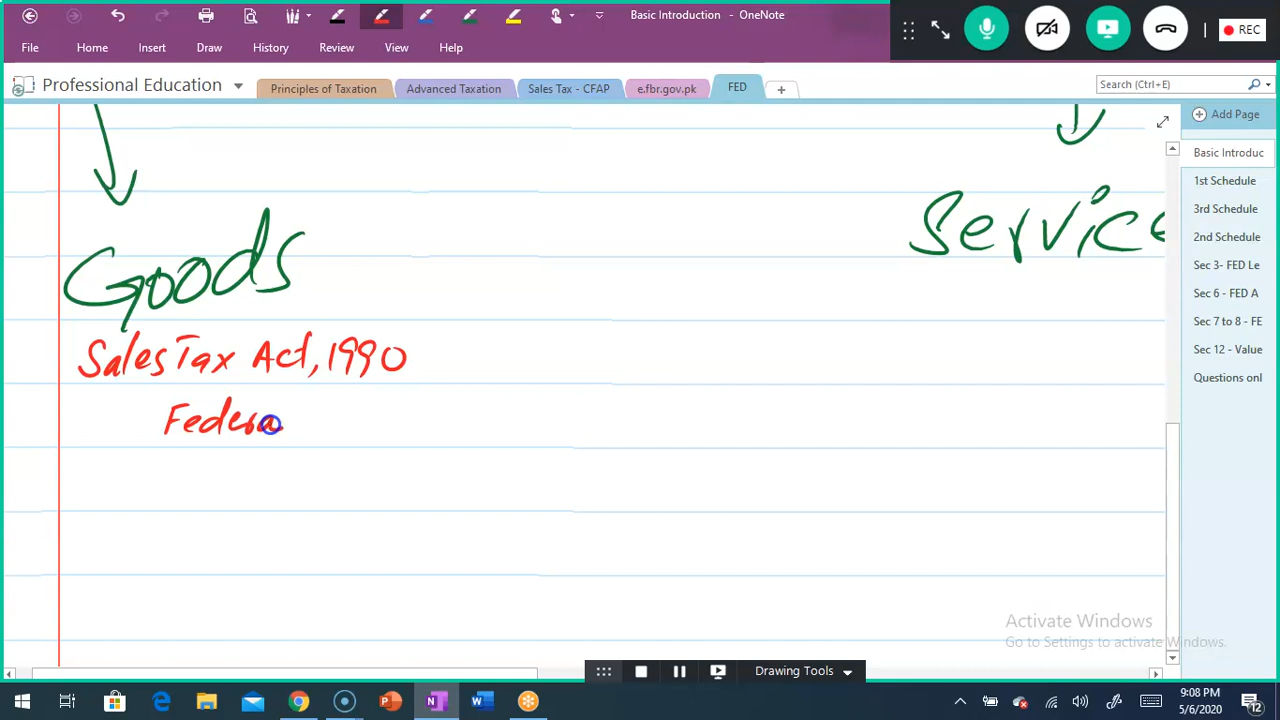 Basic Introduction - OneNote
REC
File Home Insert Draw History Review View Help
Professional Education
Principles of Taxation
Advanced Taxation
Sales Tax - CFAP
e.fbr.gov.pk
FED
Search (Ctrl+E)
Add Page
Basic Introduc
1st Schedule
3rd Schedule
2nd Schedule
Sec 3- FED Le
Sec 6 - FED A
Sec 7 to 8 - FE
Sec 12 - Value
Questions onl
Service
Goods
Sales Tax Act, 1990
Federa
Activate Windows
Go to Settings to activate Windows.
Drawing Tools
9:08 PM
5/6/2020
12